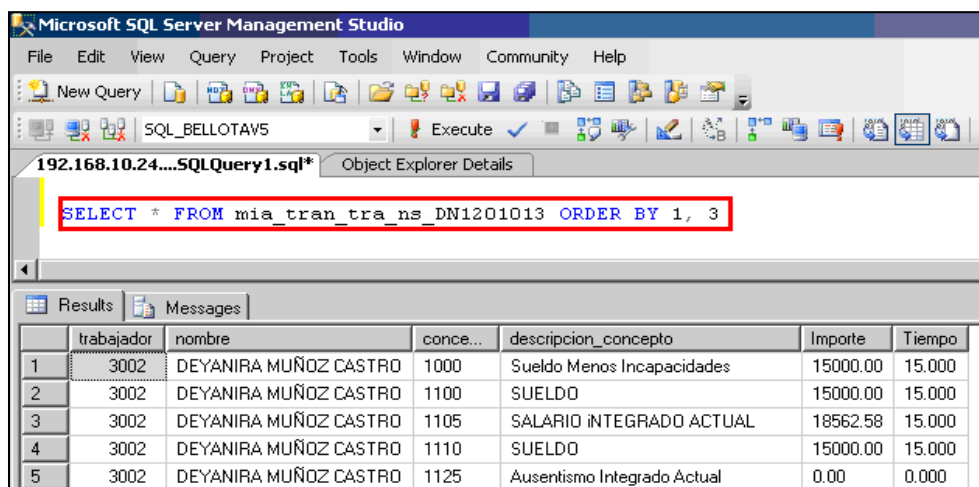 Microsoft SQL Server Management Studio
File Edit View Query Project Tools Window Community Help
New Query
SQL_BELLOTAV5 Execute
192.168.10.24....SQLQuery1.sql* Object Explorer Details
SELECT * FROM mia_tran_tra_ns_DN1201013 ORDER BY 1, 3
Results Messages
trabajador nombre conce... descripcion_concepto Importe Tiempo
1 3002 DEYANIRA MUÑOZ CASTRO 1000 Sueldo Menos Incapacidades 15000.00 15.000
2 3002 DEYANIRA MUÑOZ CASTRO 1100 SUELDO 15000.00 15.000
3 3002 DEYANIRA MUÑOZ CASTRO 1105 SALARIO iNTEGRADO ACTUAL 18562.58 15.000
4 3002 DEYANIRA MUÑOZ CASTRO 1110 SUELDO 15000.00 15.000
5 3002 DEYANIRA MUÑOZ CASTRO 1125 Ausentismo Integrado Actual 0.00 0.000